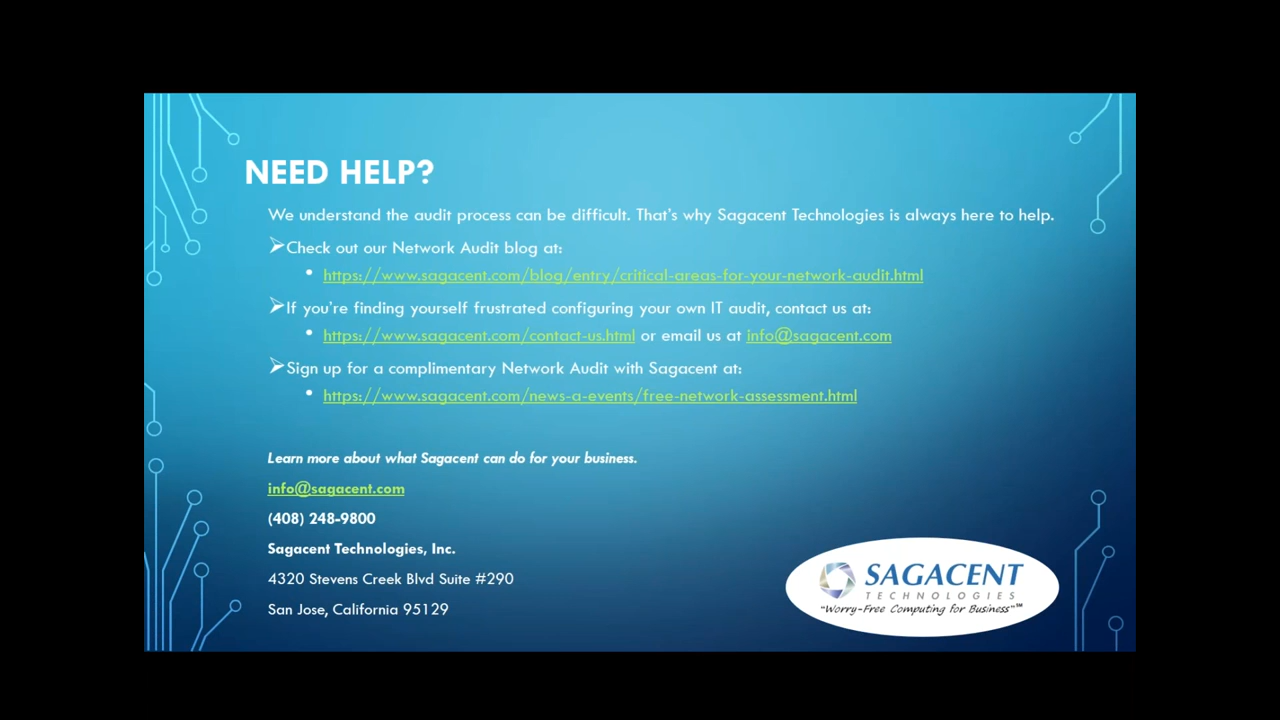 NEED HELP?
We understand the audit process can be difficult. That's why Sagacent Technologies is always here to help.
➢Check out our Network Audit blog at:
• https://www.sagacent.com/blog/entry/critical-areas-for-your-network-audit.html
➢If you're finding yourself frustrated configuring your own IT audit, contact us at:
• https://www.sagacent.com/contact-us.html or email us at info@sagacent.com
➢Sign up for a complimentary Network Audit with Sagacent at:
• https://www.sagacent.com/news-a-events/free-network-assessment.html
Learn more about what Sagacent can do for your business.
info@sagacent.com
(408) 248-9800
Sagacent Technologies, Inc.
4320 Stevens Creek Blvd Suite #290
San Jose, California 95129
SAGACENT
TECHNOLOGIES
"Worry-Free Computing for Business"™